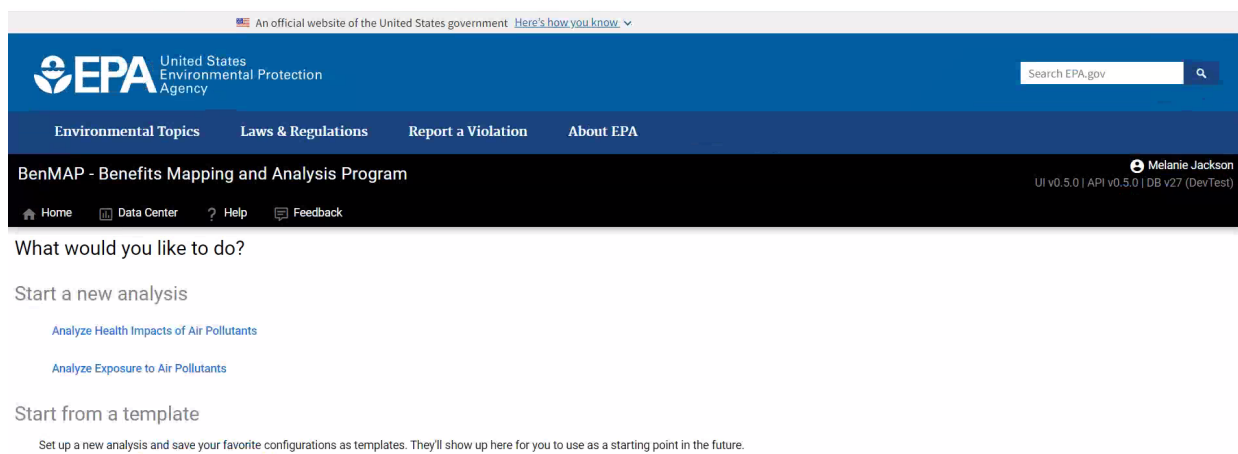 An official website of the United States government Here's how you know
EPA United States
Environmental Protection
Agency
Search EPA.gov
Environmental Topics Laws & Regulations Report a Violation About EPA
BenMAP - Benefits Mapping and Analysis Program
Melanie Jackson
UI v0.5.0 | API v0.5.0 | DB v27 (DevTest)
Home Data Center ? Help Feedback
What would you like to do?
Start a new analysis
Analyze Health Impacts of Air Pollutants
Analyze Exposure to Air Pollutants
Start from a template
Set up a new analysis and save your favorite configurations as templates. They'll show up here for you to use as a starting point in the future.